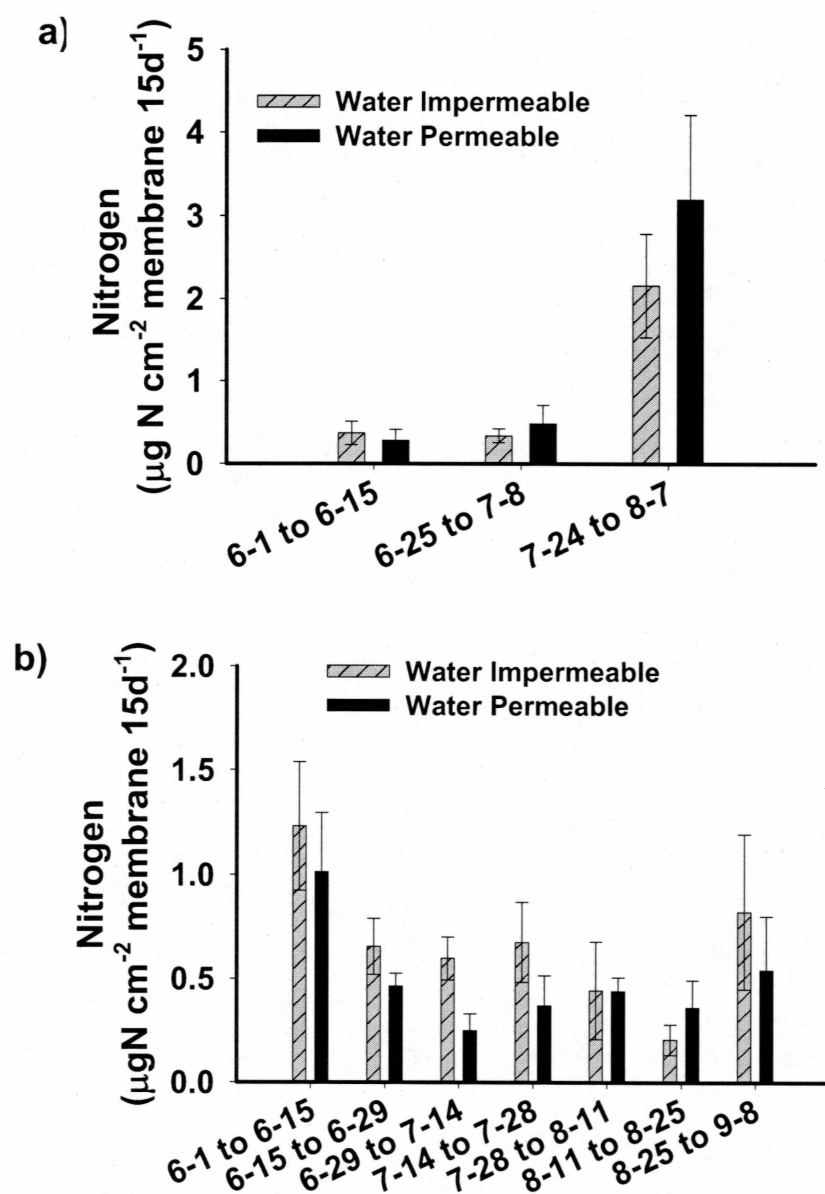 a)
5
4
3
2
1
0
Nitrogen
(μg N cm⁻² membrane 15d⁻¹)
Water Impermeable
Water Permeable
6-1 to 6-15
6-25 to 7-8
7-24 to 8-7
b)
2.0
1.5
1.0
0.5
0.0
Nitrogen
(μgN cm⁻² membrane 15d⁻¹)
Water Impermeable
Water Permeable
6-1 to 6-15
6-15 to 6-29
6-29 to 7-14
7-14 to 7-28
7-28 to 8-11
8-11 to 8-25
8-25 to 9-8